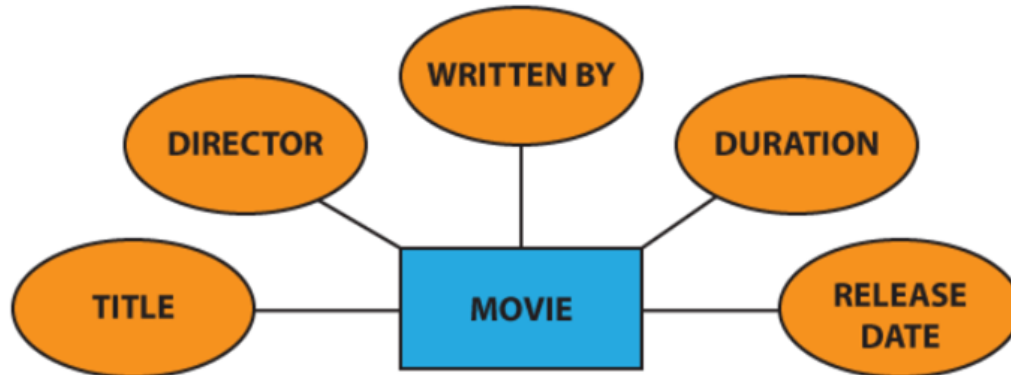 WRITTEN BY
DIRECTOR
DURATION
TITLE
MOVIE
RELEASE
DATE